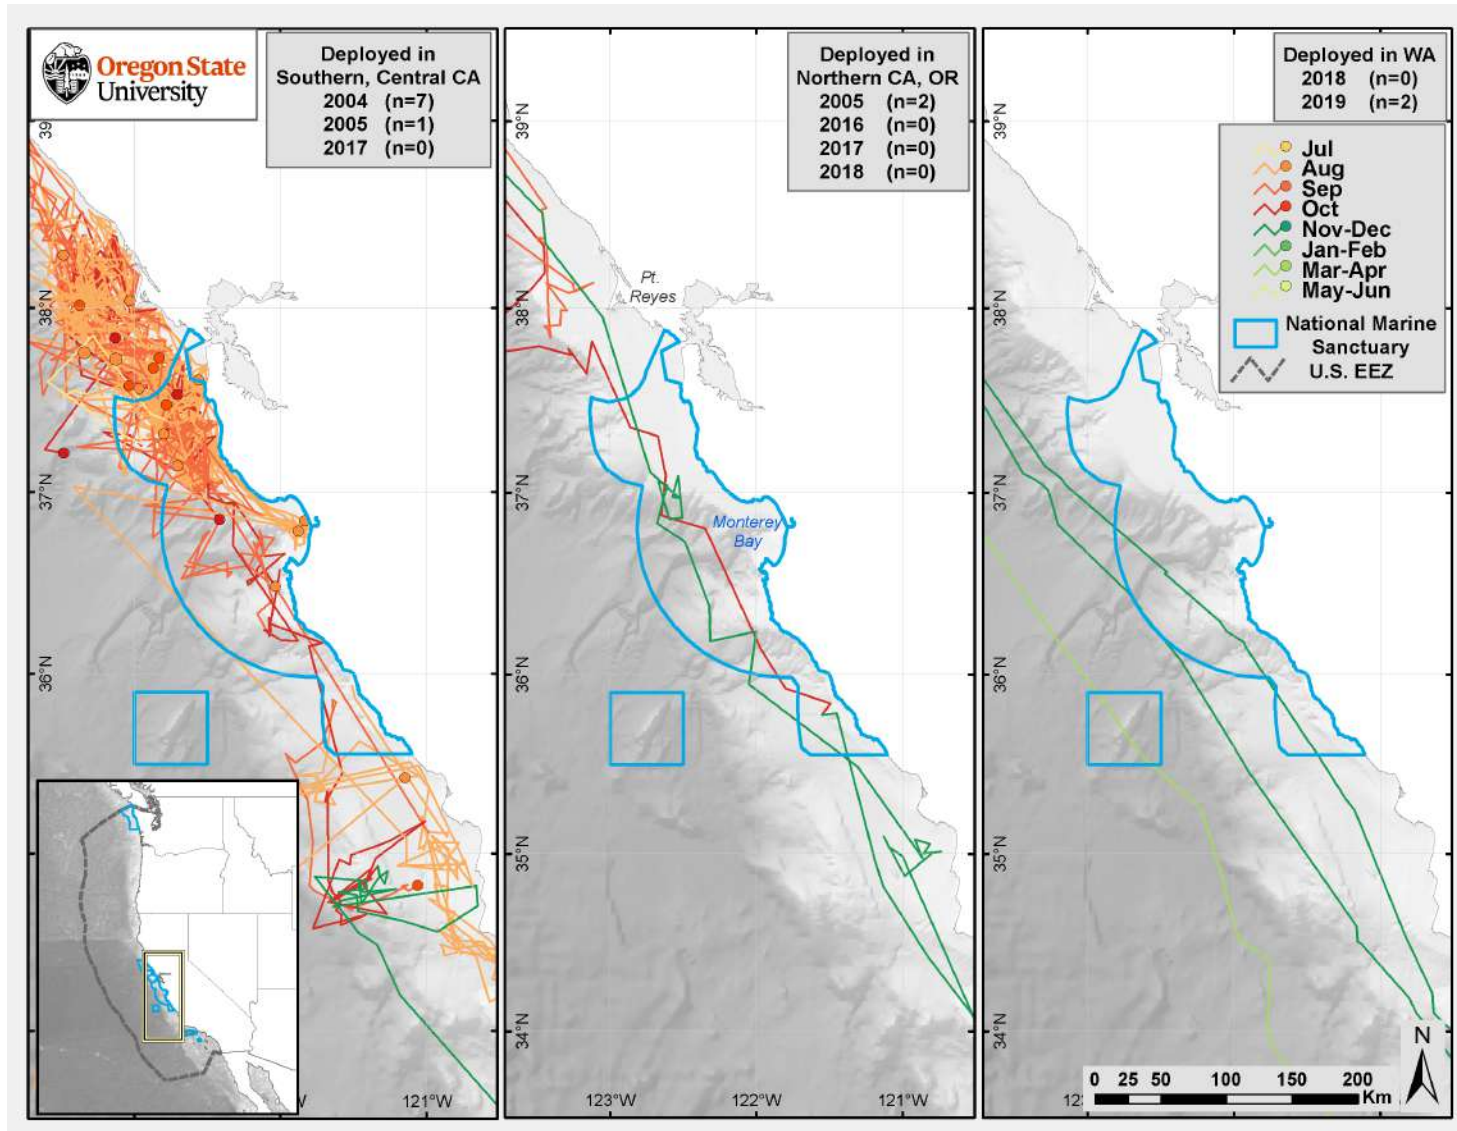 Oregon State
University
Deployed in
Southern, Central CA
2004 (n=7)
2005 (n=1)
2017 (n=0)
39
38°N
37°N
36°N
121°W
Deployed in
Northern CA, OR
2005 (n=2)
2016 (n=0)
2017 (n=0)
2018 (n=0)
39°N
38°N
37°N
36°N
35°N
34°N
Pt.
Reyes
Monterey
Bay
123°W 122°W 121°W
Deployed in WA
2018 (n=0)
2019 (n=2)
Jul
Aug
Sep
Oct
Nov-Dec
Jan-Feb
Mar-Apr
May-Jun
National Marine
Sanctuary
U.S. EEZ
39°N
38°N
37°N
36°N
35°N
34°N
N
0 25 50 100 150 200
Km